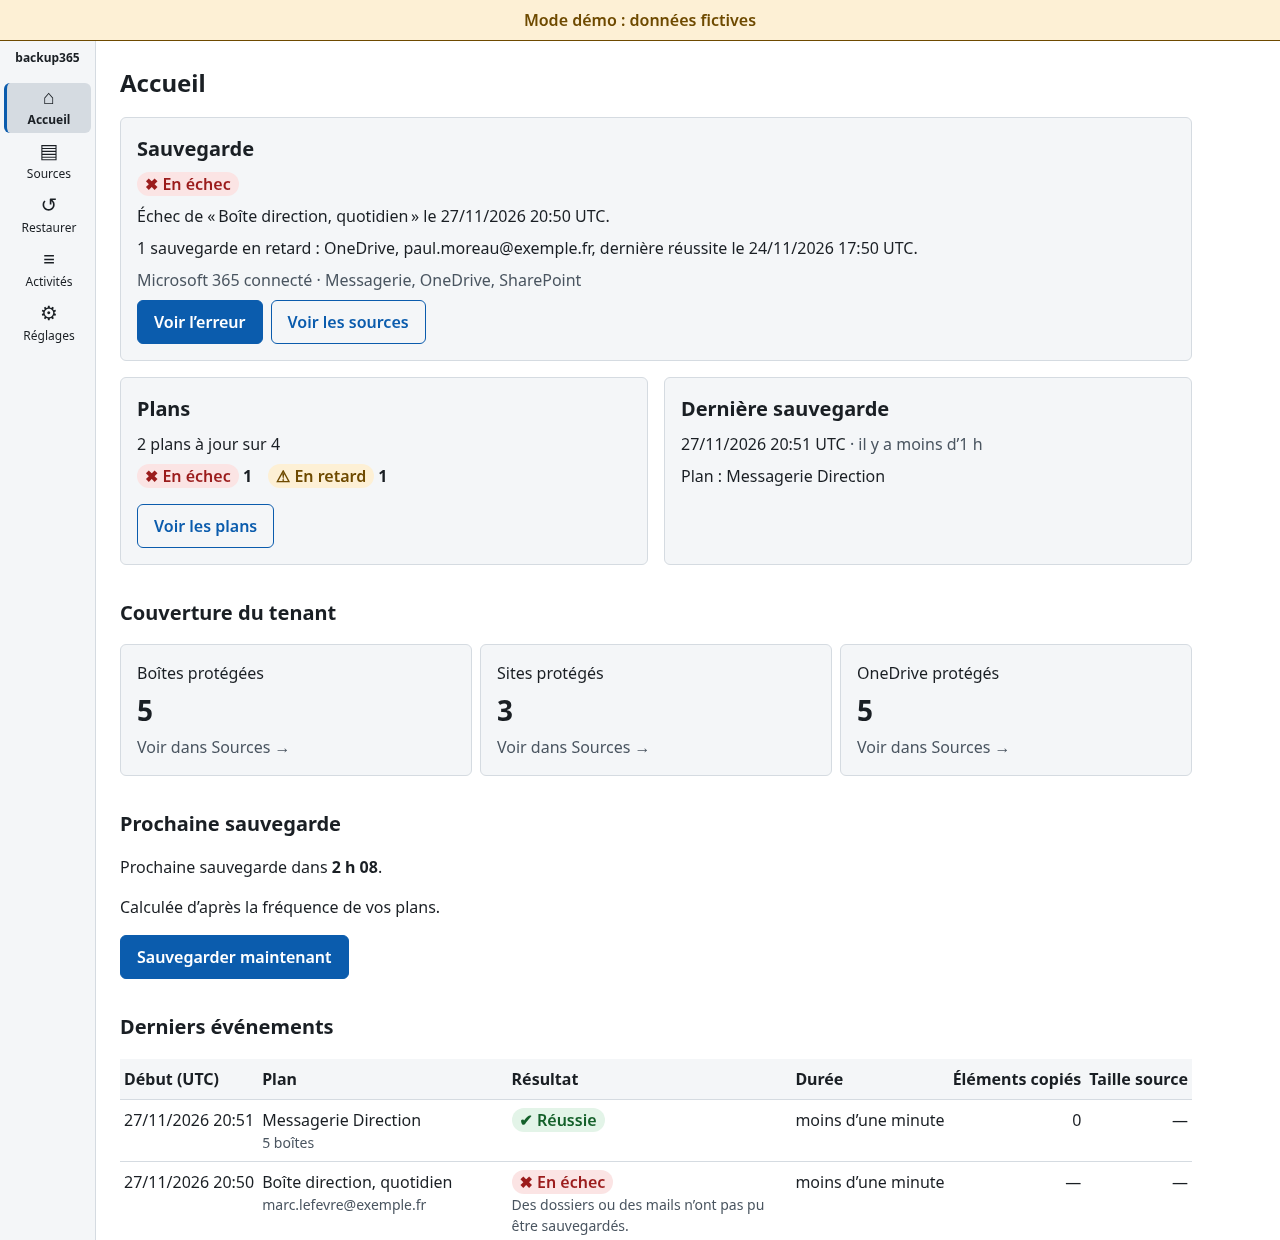 Mode démo : données fictives
backup365
Accueil
Sources
Restaurer
Activités
Réglages
Accueil
Sauvegarde
✖ En échec
Échec de « Boîte direction, quotidien » le 27/11/2026 20:50 UTC.
1 sauvegarde en retard : OneDrive, paul.moreau@exemple.fr, dernière réussite le 24/11/2026 17:50 UTC.
Microsoft 365 connecté · Messagerie, OneDrive, SharePoint
Voir l’erreur Voir les sources
Plans
2 plans à jour sur 4
✖ En échec 1 ⚠ En retard 1
Voir les plans
Dernière sauvegarde
27/11/2026 20:51 UTC · il y a moins d’1 h
Plan : Messagerie Direction
Couverture du tenant
Boîtes protégées
5
Voir dans Sources →
Sites protégés
3
Voir dans Sources →
OneDrive protégés
5
Voir dans Sources →
Prochaine sauvegarde
Prochaine sauvegarde dans 2 h 08.
Calculée d’après la fréquence de vos plans.
Sauvegarder maintenant
Derniers événements
Début (UTC) Plan Résultat Durée Éléments copiés Taille source
27/11/2026 20:51 Messagerie Direction ✔ Réussie moins d’une minute 0 —
5 boîtes
27/11/2026 20:50 Boîte direction, quotidien ✖ En échec moins d’une minute — —
marc.lefevre@exemple.fr Des dossiers ou des mails n’ont pas pu
être sauvegardés.